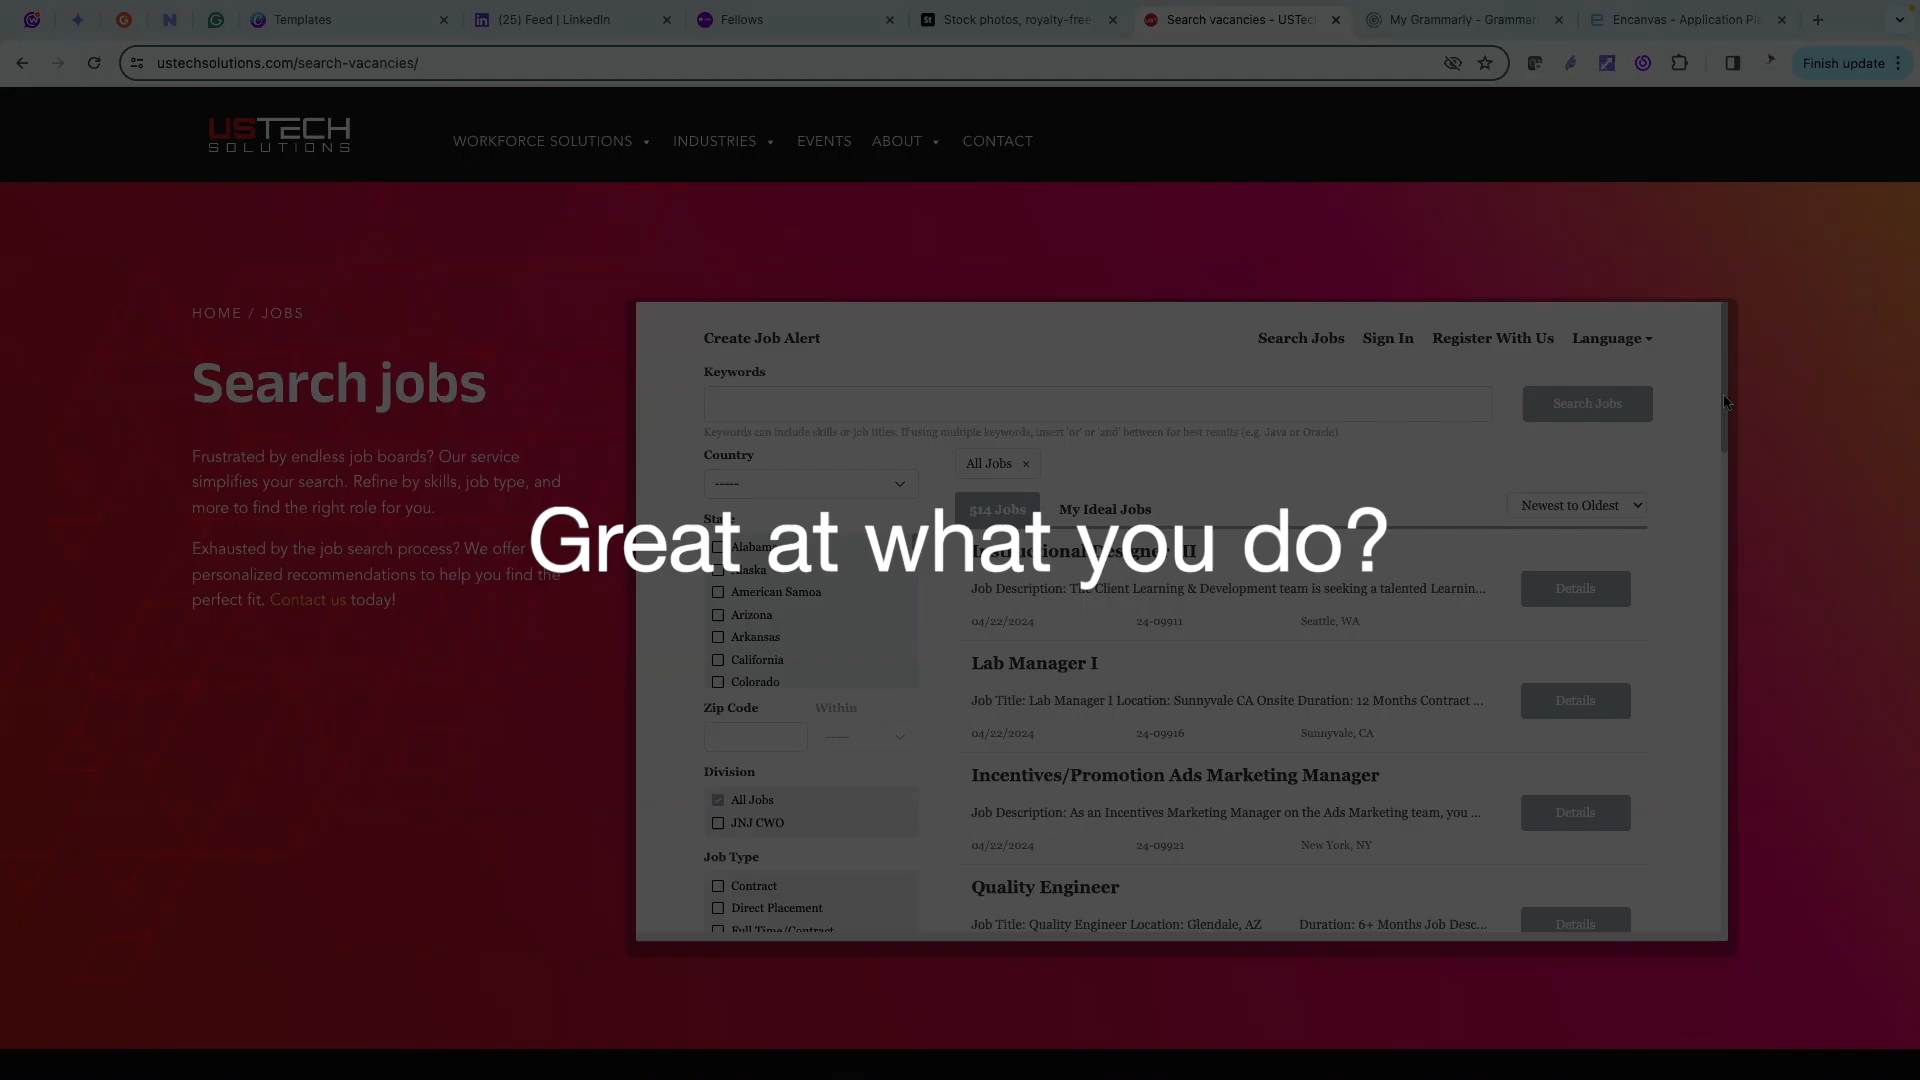 Templates
(25) Feed | LinkedIn
Fellows
Stock photos, royalty-free
Search vacancies - USTech
My Grammarly - Grammar
Encanvas - Application Pl
ustechsolutions.com/search-vacancies/
Finish update
USTECH
SOLUTIONS
WORKFORCE SOLUTIONS
INDUSTRIES
EVENTS
ABOUT
CONTACT
HOME / JOBS
Search jobs
Frustrated by endless job boards? Our service
simplifies your search. Refine by skills, job type, and
more to find the right role for you.
Exhausted by the job search process? We offer
personalized recommendations to help you find the
perfect fit. Contact us today!
Create Job Alert
Search Jobs
Sign In
Register With Us
Language
Keywords
Search Jobs
Keywords can include skills or job titles. If using multiple keywords, insert 'or' or 'and' between for best results (e.g. Java or Oracle)
Country
-----
State
Alabama
Alaska
American Samoa
Arizona
Arkansas
California
Colorado
Zip Code
Within
-----
Division
All Jobs
JNJ CWO
Job Type
Contract
Direct Placement
Full Time/Contract
All Jobs ×
514 Jobs
My Ideal Jobs
Newest to Oldest
Great at what you do?
Instructional Designer III
Job Description: The Client Learning & Development team is seeking a talented Learnin...
Details
04/22/2024
24-09911
Seattle, WA
Lab Manager I
Job Title: Lab Manager I Location: Sunnyvale CA Onsite Duration: 12 Months Contract ...
Details
04/22/2024
24-09916
Sunnyvale, CA
Incentives/Promotion Ads Marketing Manager
Job Description: As an Incentives Marketing Manager on the Ads Marketing team, you ...
Details
04/22/2024
24-09921
New York, NY
Quality Engineer
Job Title: Quality Engineer Location: Glendale, AZ Duration: 6+ Months Job Desc...
Details